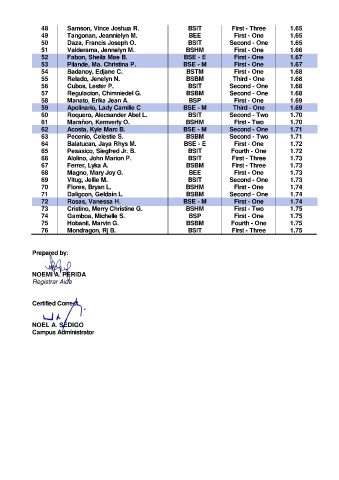 48 Samson, Vince Joshua R. BSIT First - Three 1.65
49 Tangonan, Jeannielyn M. BEE First - One 1.65
50 Daza, Francis Joseph O. BSIT Second - One 1.65
51 Valderama, Jennelyn M. BSHM First - One 1.66
52 Fabon, Sheila Mae B. BSE - E First - One 1.67
53 Pilande, Ma. Christina P. BSE - M First - One 1.67
54 Badanoy, Edjane C. BSTM First - One 1.68
55 Relado, Jenelyn N. BSBM Third - One 1.68
56 Cubos, Lester P. BSIT Second - One 1.68
57 Regulacion, Chrnniedel G. BSBM Second - One 1.68
58 Manato, Erika Jean A. BSP First - One 1.69
59 Apolinario, Lady Camille C BSE - M Third - One 1.69
60 Roquero, Alecsander Abel L. BSIT Second - Two 1.70
61 Marañon, Kemverly O. BSHM First - Two 1.70
62 Acosta, Kyle Marc B. BSE - M Second - One 1.71
63 Pecenio, Celestie S. BSBM Second - Two 1.71
64 Balatucan, Jaya Rhys M. BSE - E First - One 1.72
65 Pesasico, Siegfred Jr. B. BSIT Fourth - One 1.72
66 Alolino, John Marion P. BSIT First - Three 1.73
67 Ferrer, Lyka A. BSBM First - Three 1.73
68 Magno, Mary Joy G. BEE First - One 1.73
69 Vitug, Jellie M. BSIT Second - One 1.73
70 Flores, Bryan L. BSHM First - One 1.74
71 Daligcon, Geldain L. BSBM Second - One 1.74
72 Rosas, Vanessa H. BSE - M First - One 1.74
73 Cristino, Merry Christine G. BSHM First - Two 1.75
74 Gamboa, Michelle S. BSP First - One 1.75
75 Hobanil, Marvin G. BSBM Fourth - One 1.75
76 Mondragon, Rj B. BSIT First - Three 1.75
Prepared by:
NOEMI A. PERIDA
Registrar Aide
Certified Correct:
NOEL A. SEDIGO
Campus Administrator